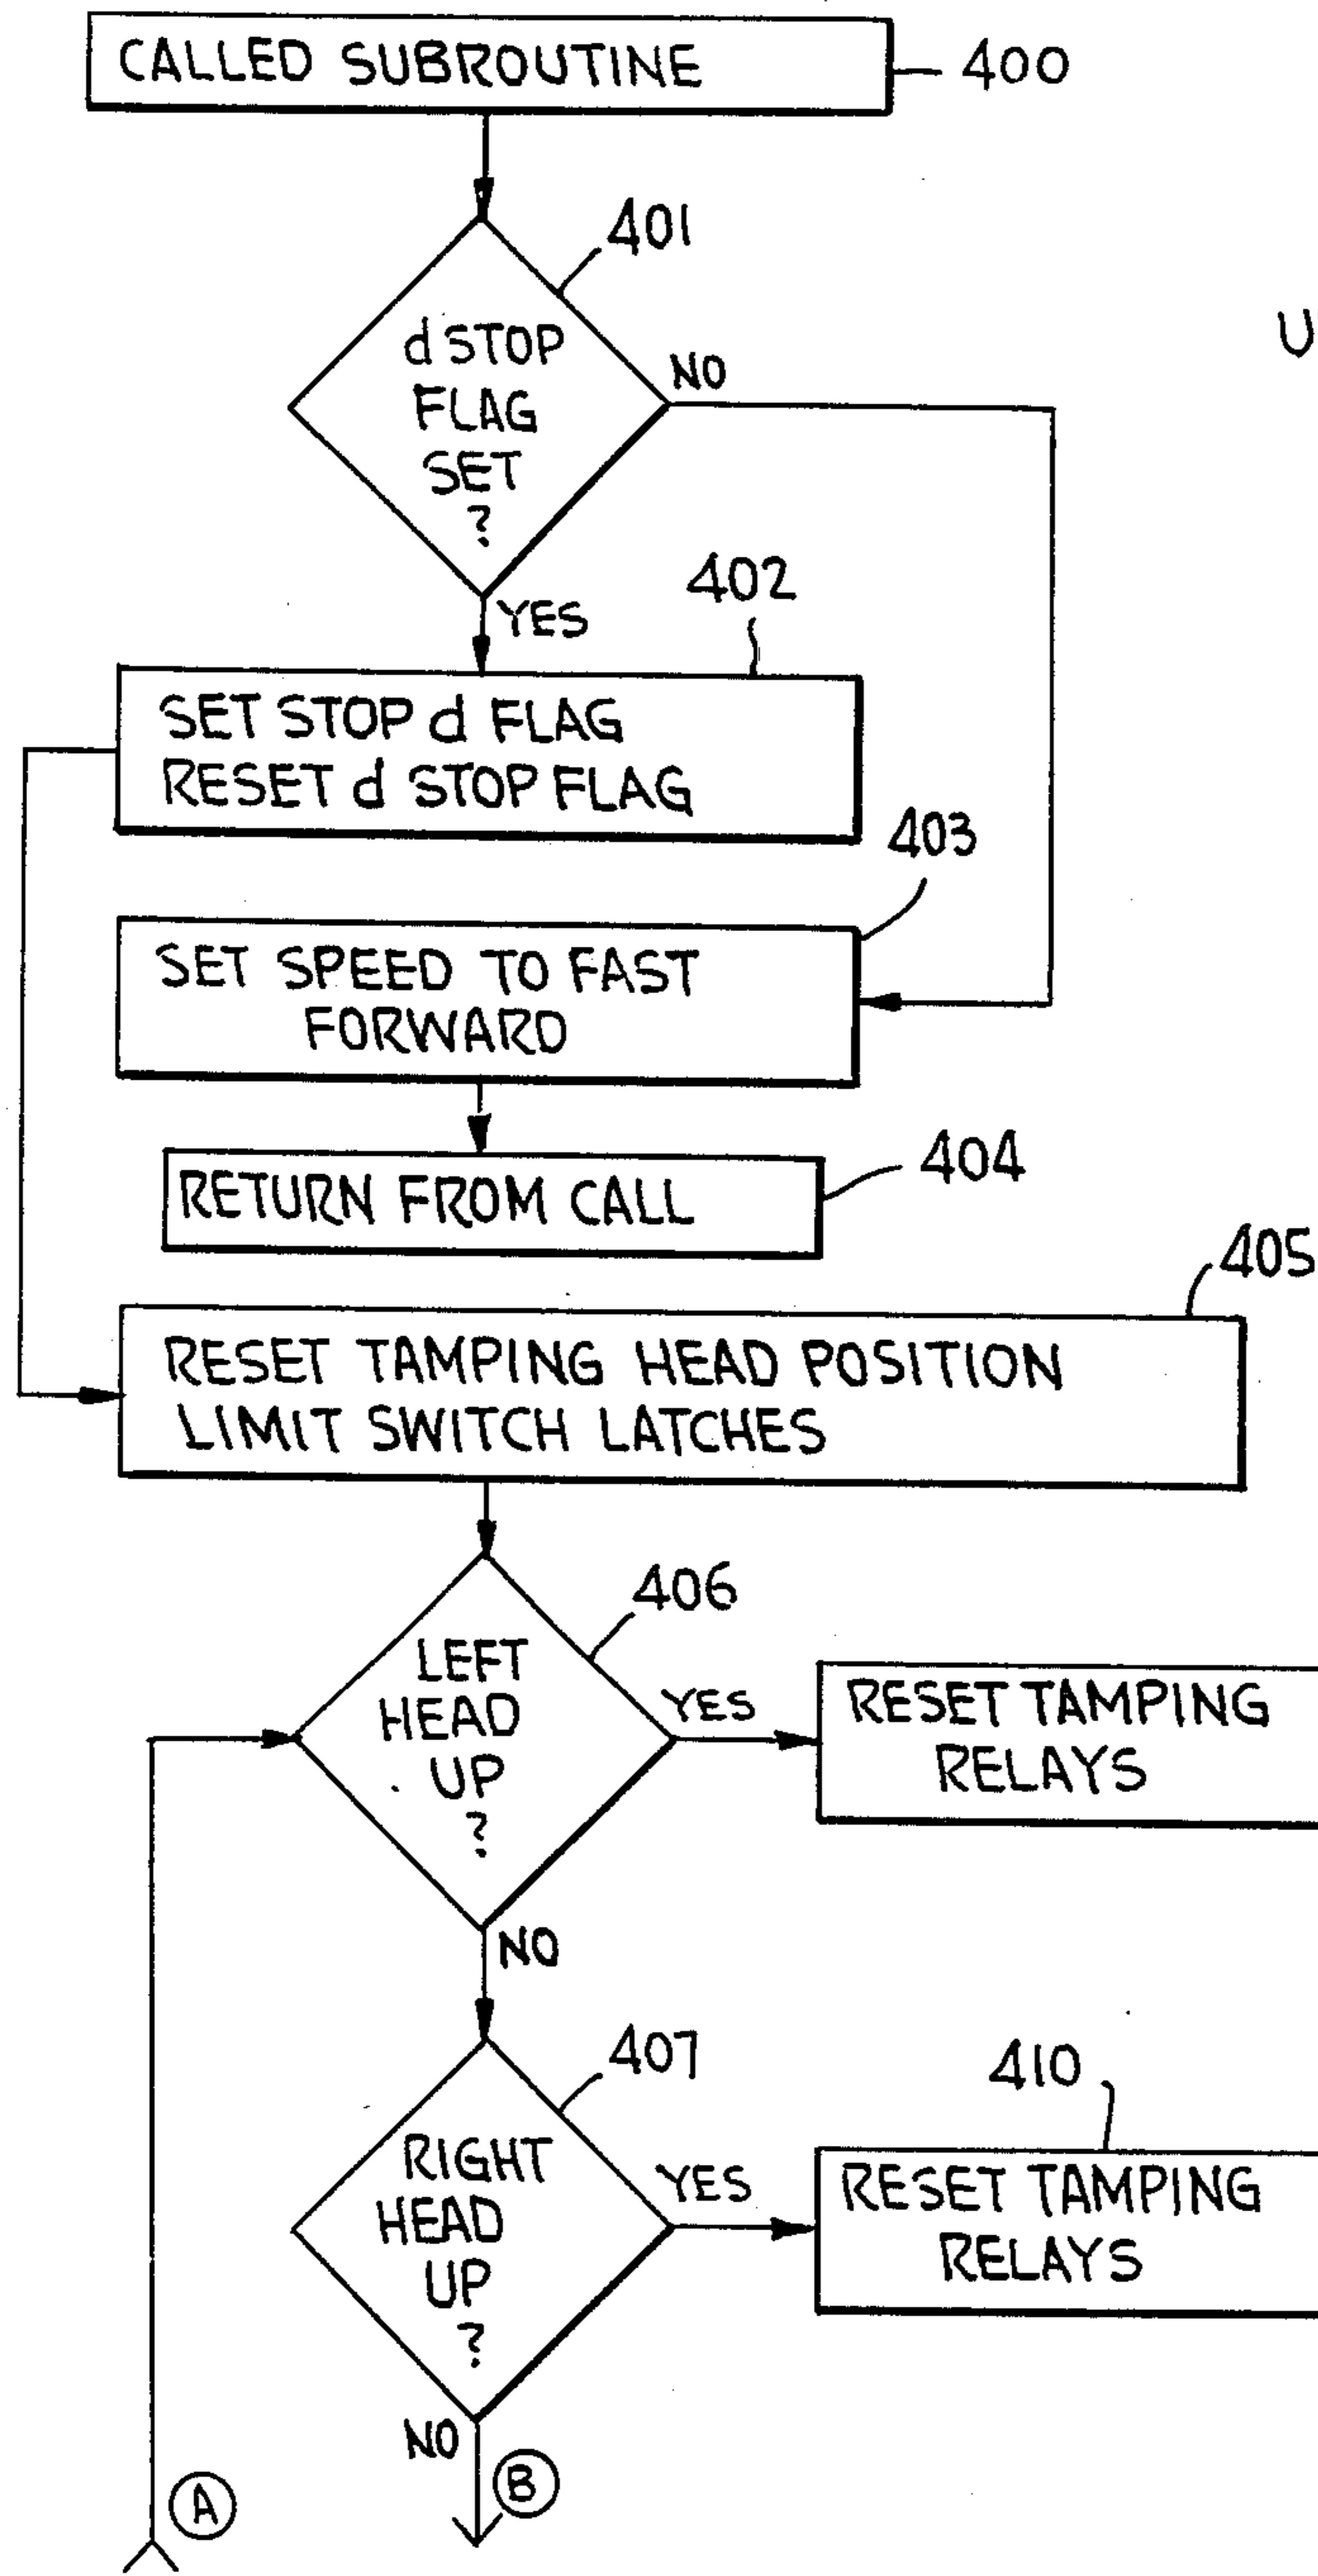 CALLED SUBROUTINE
400
401
d STOP
FLAG
SET
?
NO
YES
402
SET STOP d FLAG
RESET d STOP FLAG
403
SET SPEED TO FAST
FORWARD
404
RETURN FROM CALL
405
RESET TAMPING HEAD POSITION
LIMIT SWITCH LATCHES
406
LEFT
HEAD
UP
?
YES
RESET TAMPING
RELAYS
NO
407
RIGHT
HEAD
UP
?
YES
410
RESET TAMPING
RELAYS
NO
A
B